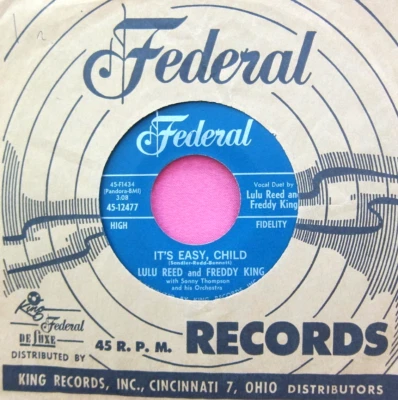 Federal
Federal
45-F1434
(Pandora-BMI)
3:08
45-12477
Vocal Duet by
Lulu Reed an
Freddy King
HIGH
FIDELITY
IT'S EASY, CHILD
LULU REED and FREDDY KING
with Sonny Thompson
and his Orchestra
King
Federal
DE LUXE
DISTRIBUTED BY
45 R. P. M.
RECORDS
KING RECORDS, INC., CINCINNATI 7, OHIO DISTRIBUTORS